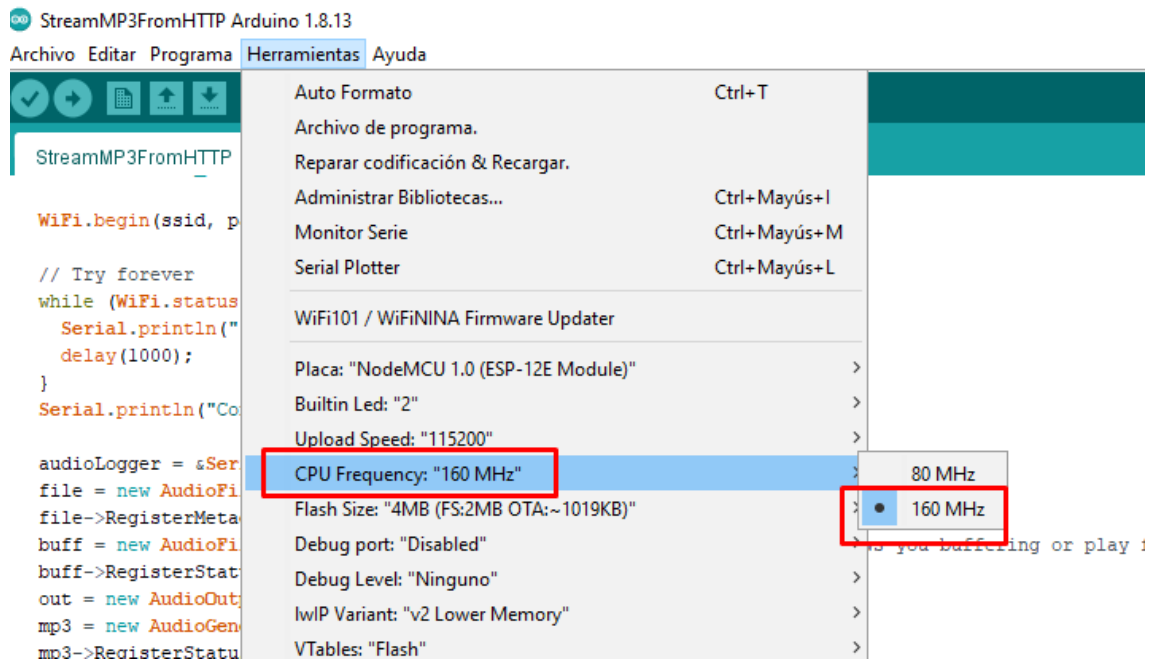 StreamMP3FromHTTP Arduino 1.8.13
Archivo Editar Programa Herramientas Ayuda
StreamMP3FromHTTP
Auto Formato Ctrl+T
Archivo de programa.
Reparar codificación & Recargar.
Administrar Bibliotecas... Ctrl+Mayús+I
Monitor Serie Ctrl+Mayús+M
Serial Plotter Ctrl+Mayús+L
WiFi101 / WiFiNINA Firmware Updater
Placa: "NodeMCU 1.0 (ESP-12E Module)"
Builtin Led: "2"
Upload Speed: "115200"
CPU Frequency: "160 MHz"
Flash Size: "4MB (FS:2MB OTA:~1019KB)"
Debug port: "Disabled"
Debug Level: "Ninguno"
lwIP Variant: "v2 Lower Memory"
VTables: "Flash"
80 MHz
160 MHz
WiFi.begin(ssid, p
// Try forever
while (WiFi.status
Serial.println("
delay(1000);
}
Serial.println("Co
audioLogger = &Ser
file = new AudioFi
file->RegisterMeta
buff = new AudioFi
buff->RegisterStat
out = new AudioOut
mp3 = new AudioGen
mp3->RegisterStatu
you buffering or play